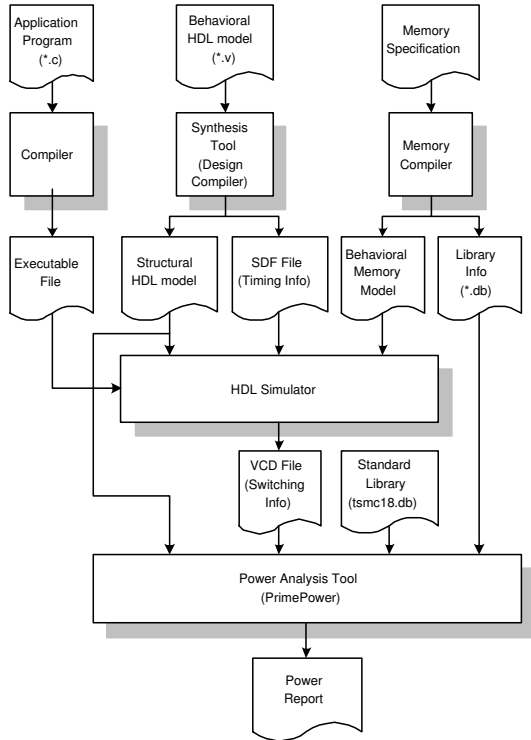 Application
Program
(*.c)
Behavioral
HDL model
(*.v)
Memory
Specification
Compiler
Synthesis
Tool
(Design
Compiler)
Memory
Compiler
Executable
File
Structural
HDL model
SDF File
(Timing Info)
Behavioral
Memory
Model
Library
Info
(*.db)
HDL Simulator
VCD File
(Switching
Info)
Standard
Library
(tsmc18.db)
Power Analysis Tool
(PrimePower)
Power
Report